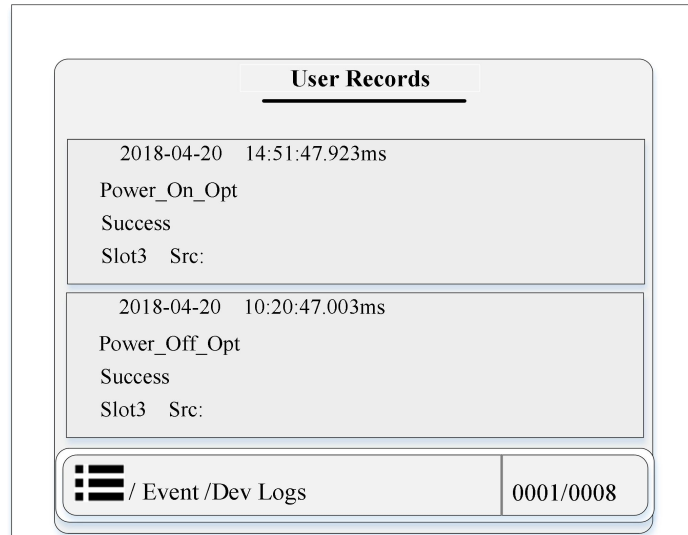 User Records
2018-04-20 14:51:47.923ms
Power_On_Opt
Success
Slot3 Src:
2018-04-20 10:20:47.003ms
Power_Off_Opt
Success
Slot3 Src:
/ Event /Dev Logs 0001/0008